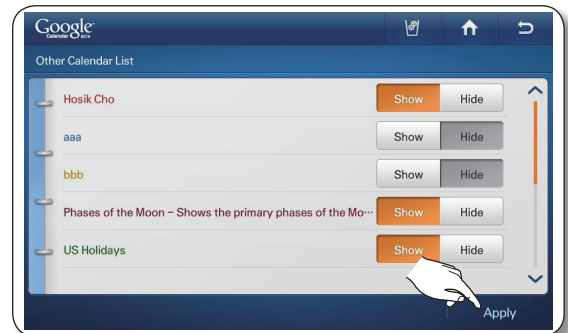 Google
Calendar BETA
Other Calendar List
Hosik Cho Show Hide
aaa Show Hide
bbb Show Hide
Phases of the Moon – Shows the primary phases of the Mo··· Show Hide
US Holidays Show Hide
Apply